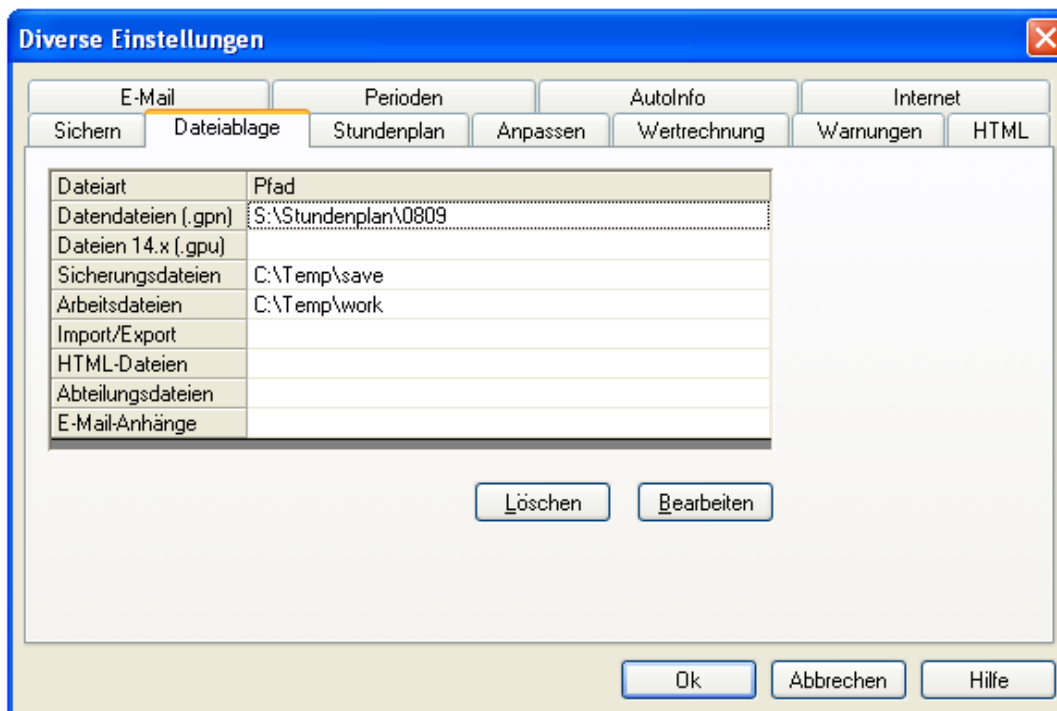 Diverse Einstellungen
E-Mail Perioden AutoInfo Internet
Sichern Dateiablage Stundenplan Anpassen Wertrechnung Warnungen HTML
Dateiart Pfad
Datendateien (.gpn) S:\Stundenplan\0809
Dateien 14.x (.gpu)
Sicherungsdateien C:\Temp\save
Arbeitsdateien C:\Temp\work
Import/Export
HTML-Dateien
Abteilungsdateien
E-Mail-Anhänge
Löschen Bearbeiten
Ok Abbrechen Hilfe